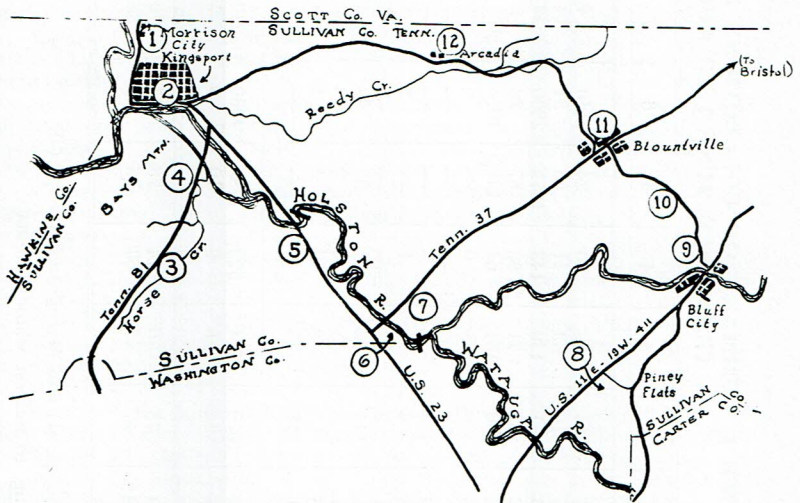 SCOTT CO. VA.
SULLIVAN CO. TENN.
1
Morrison
City
Kingsport
12
Arcadia
(To
Bristol)
2
Reedy Cr.
11
Blountville
HAWKINS CO.
SULLIVAN CO.
BAYS MTN.
4
HOLSTON R.
10
Tenn. 37
5
9
3
Tenn. 81
Horse Cr
7
Bluff
City
SULLIVAN CO.
WASHINGTON CO.
6
WATTUGA R.
8
U.S. 11E - 19W - 411
Piney
Flats
U.S. 23
SULLIVAN CO.
CARTER CO.